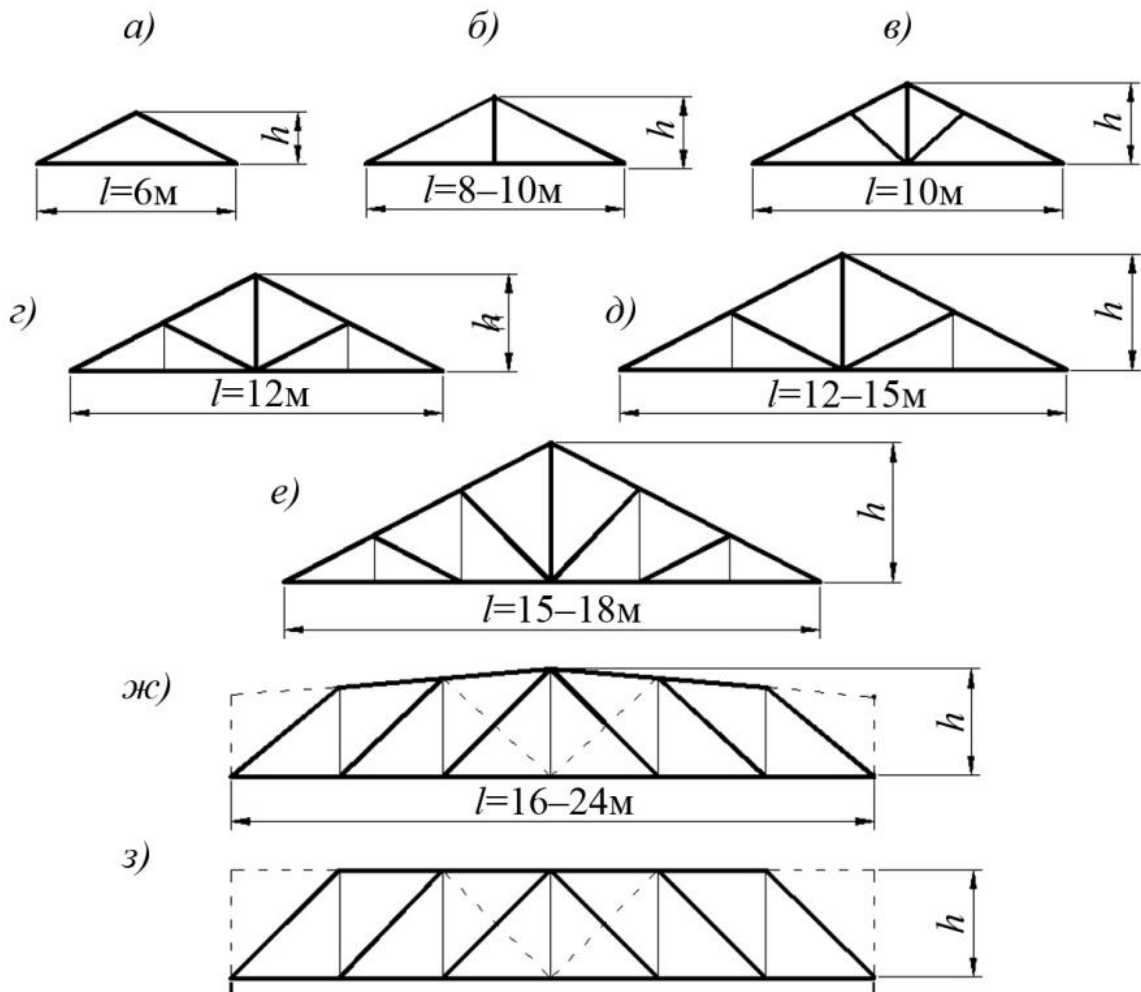 а) б) в)
h h h
l=6м l=8–10м l=10м
г) h д) h
l=12м l=12–15м
е) h
l=15–18м
ж) h
l=16–24м
з) h